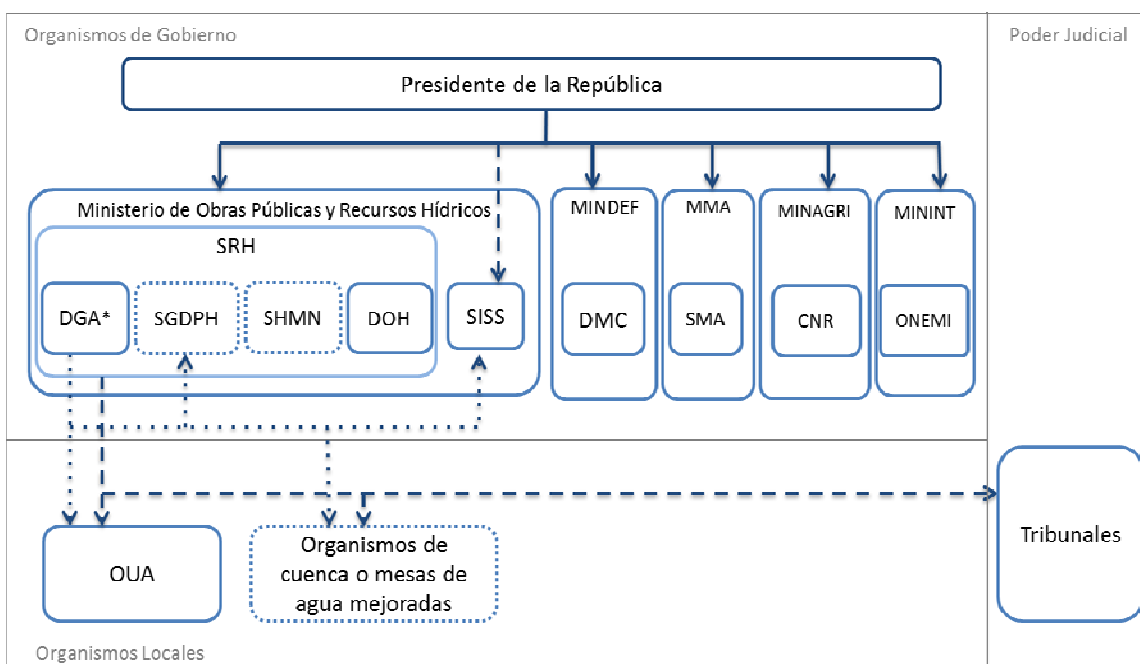 Organismos de Gobierno
Poder Judicial
Presidente de la República
Ministerio de Obras Públicas y Recursos Hídricos
MINDEF
MMA
MINAGRI
MININT
SRH
DGA*
SGDPH
SHMN
DOH
SISS
DMC
SMA
CNR
ONEMI
OUA
Organismos de
cuenca o mesas de
agua mejoradas
Tribunales
Organismos Locales